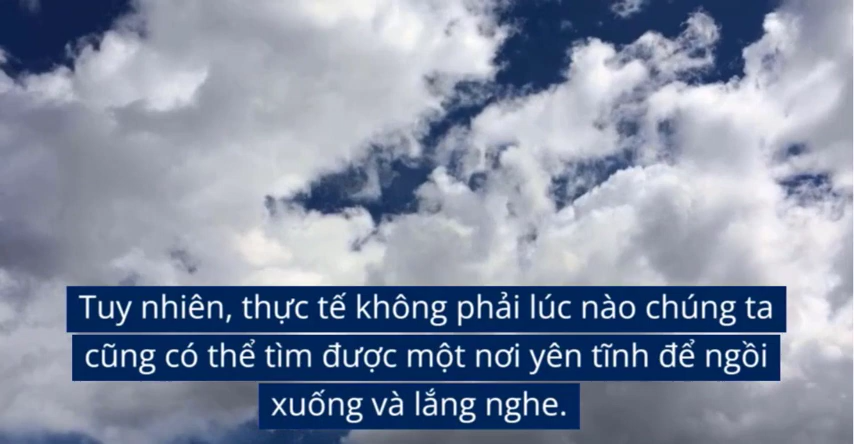 Tuy nhiên, thực tế không phải lúc nào chúng ta
cũng có thể tìm được một nơi yên tĩnh để ngồi
xuống và lắng nghe.